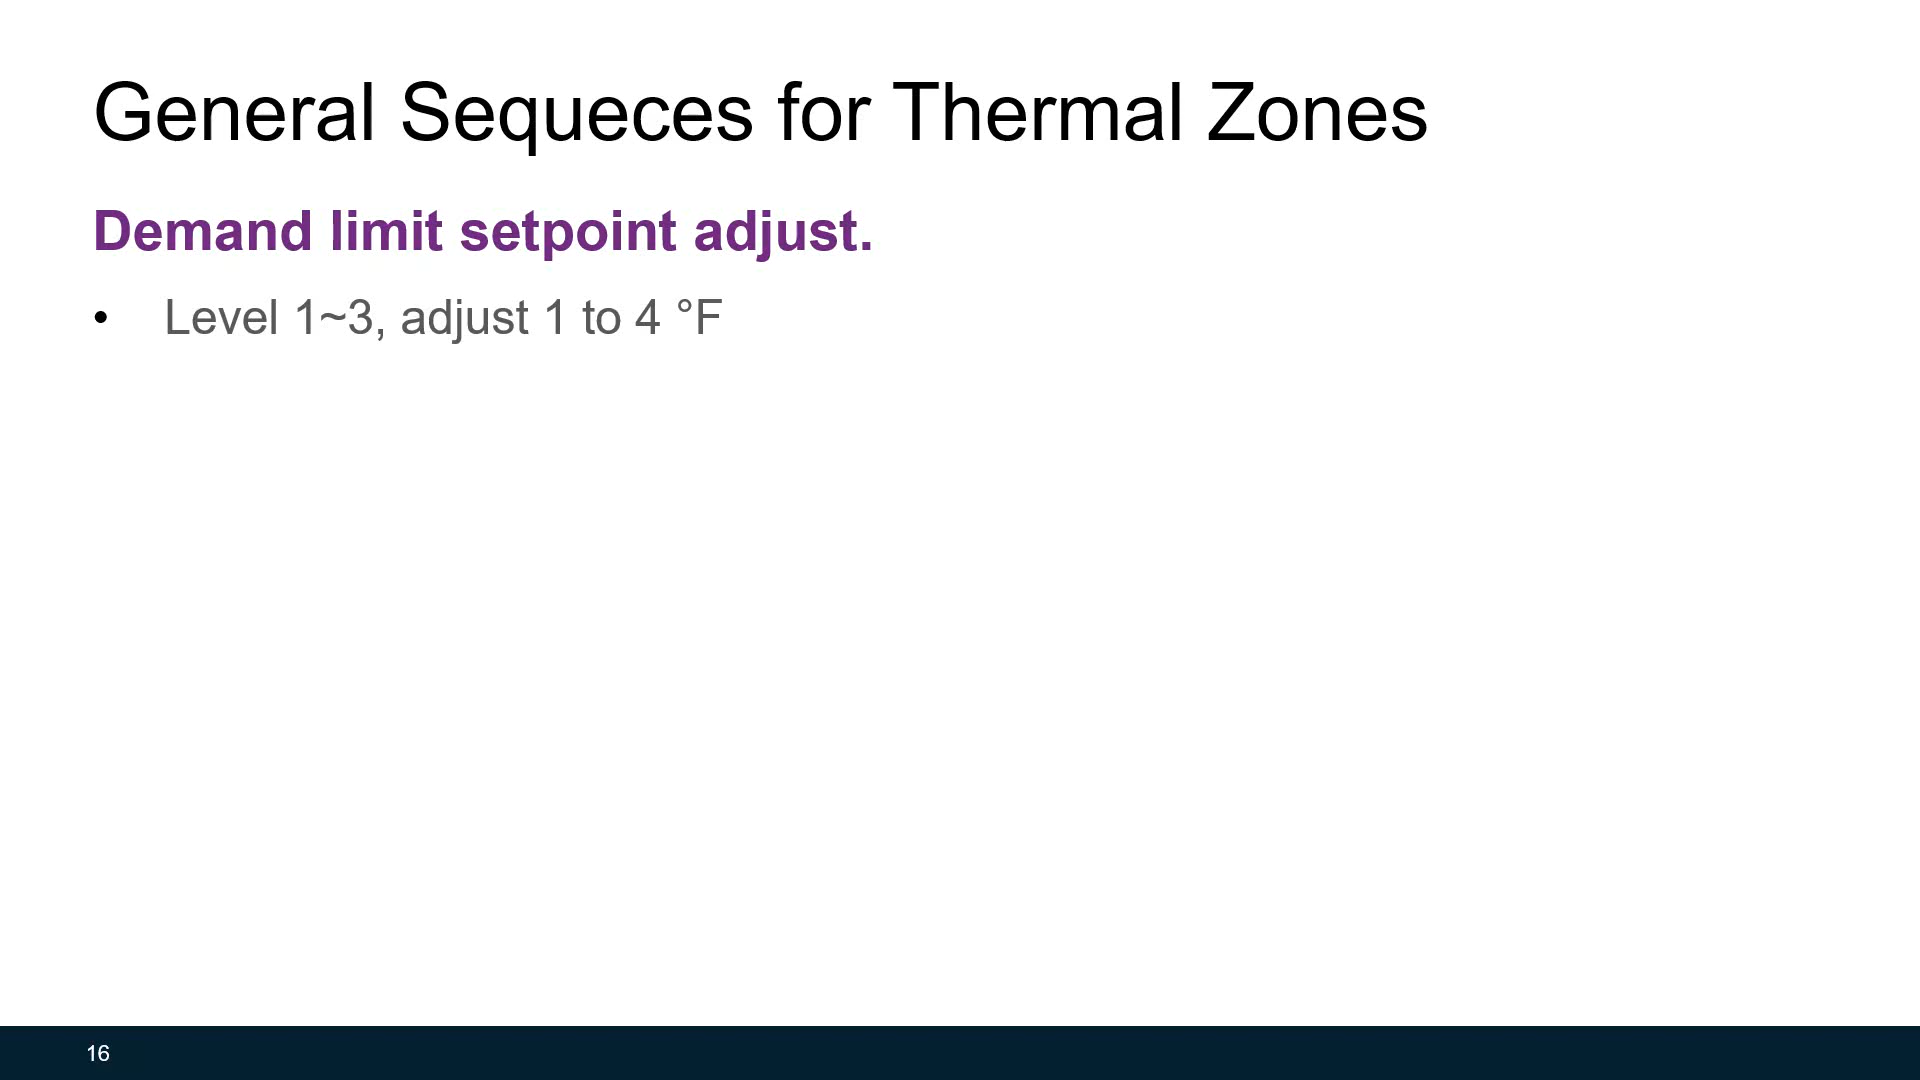 General Sequeces for Thermal Zones
Demand limit setpoint adjust.
• Level 1~3, adjust 1 to 4 °F
16